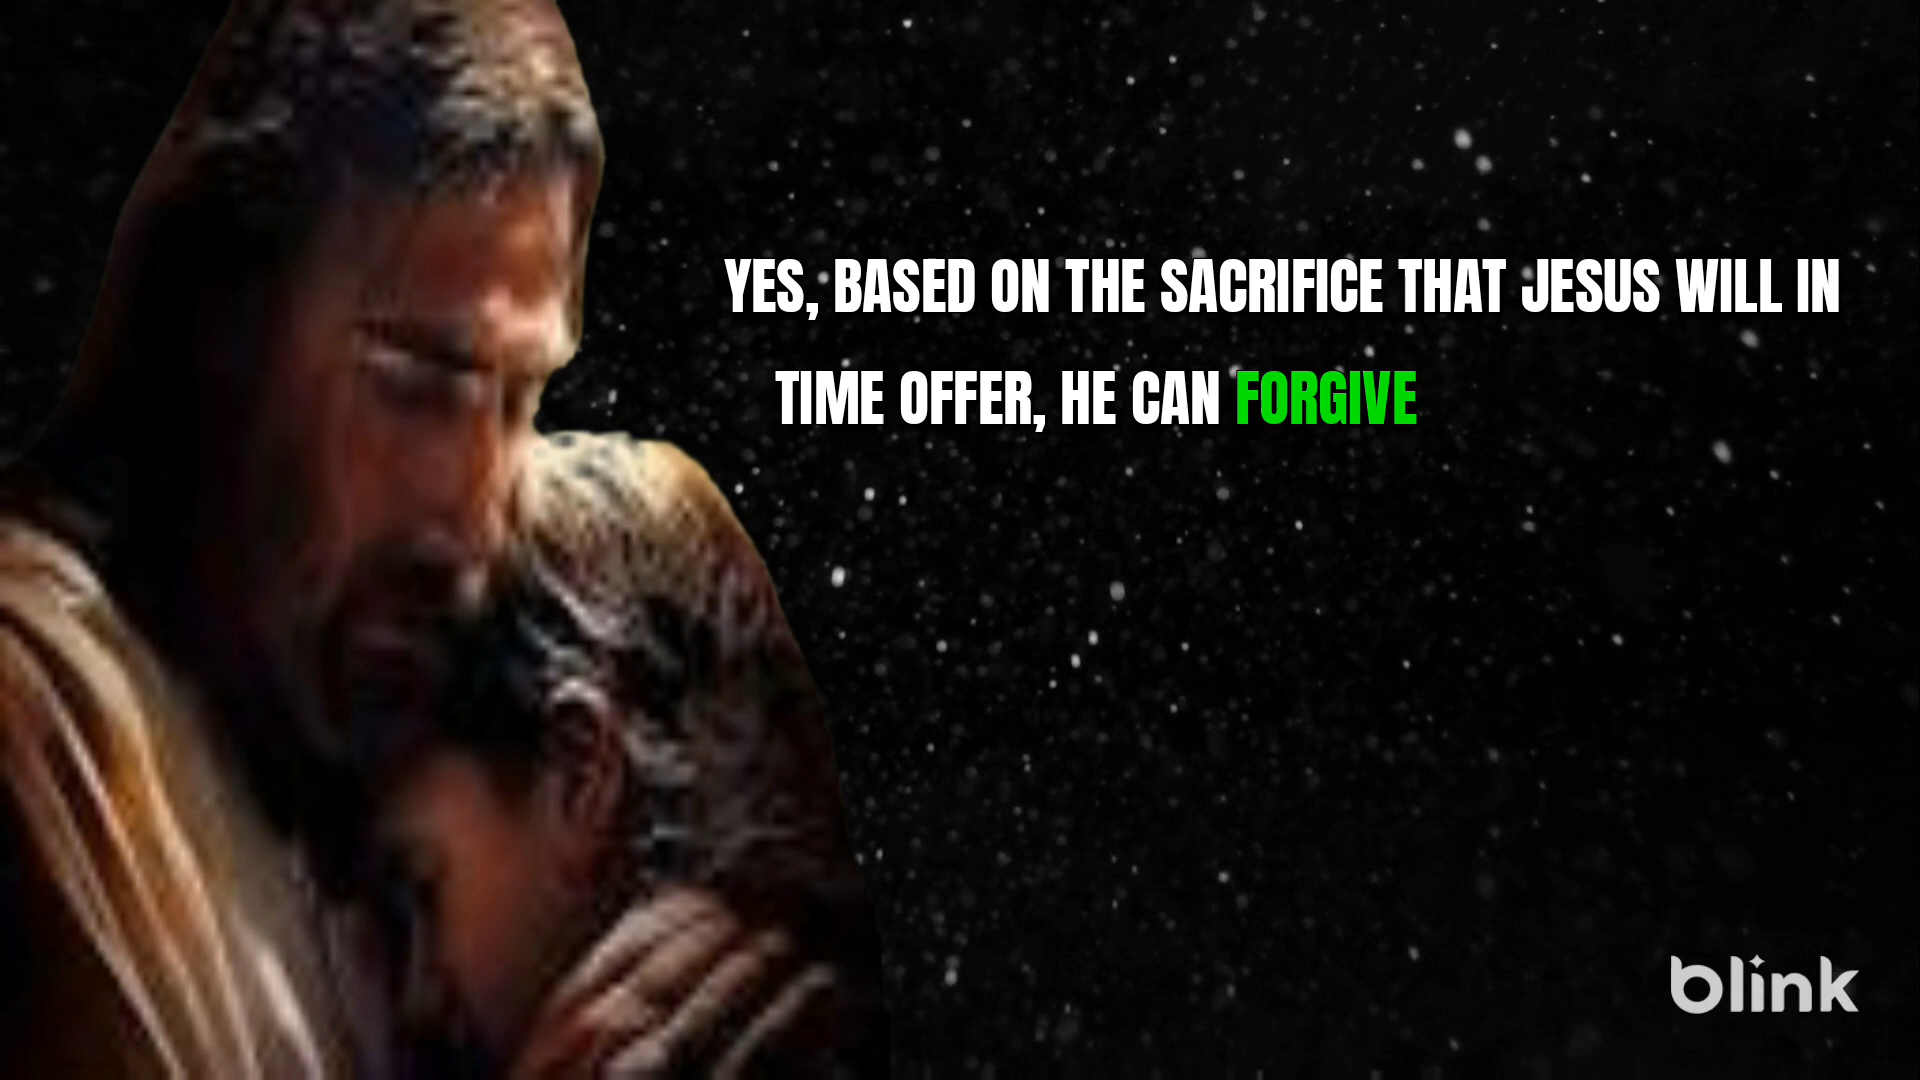 YES, BASED ON THE SACRIFICE THAT JESUS WILL IN
TIME OFFER, HE CAN FORGIVE
blink